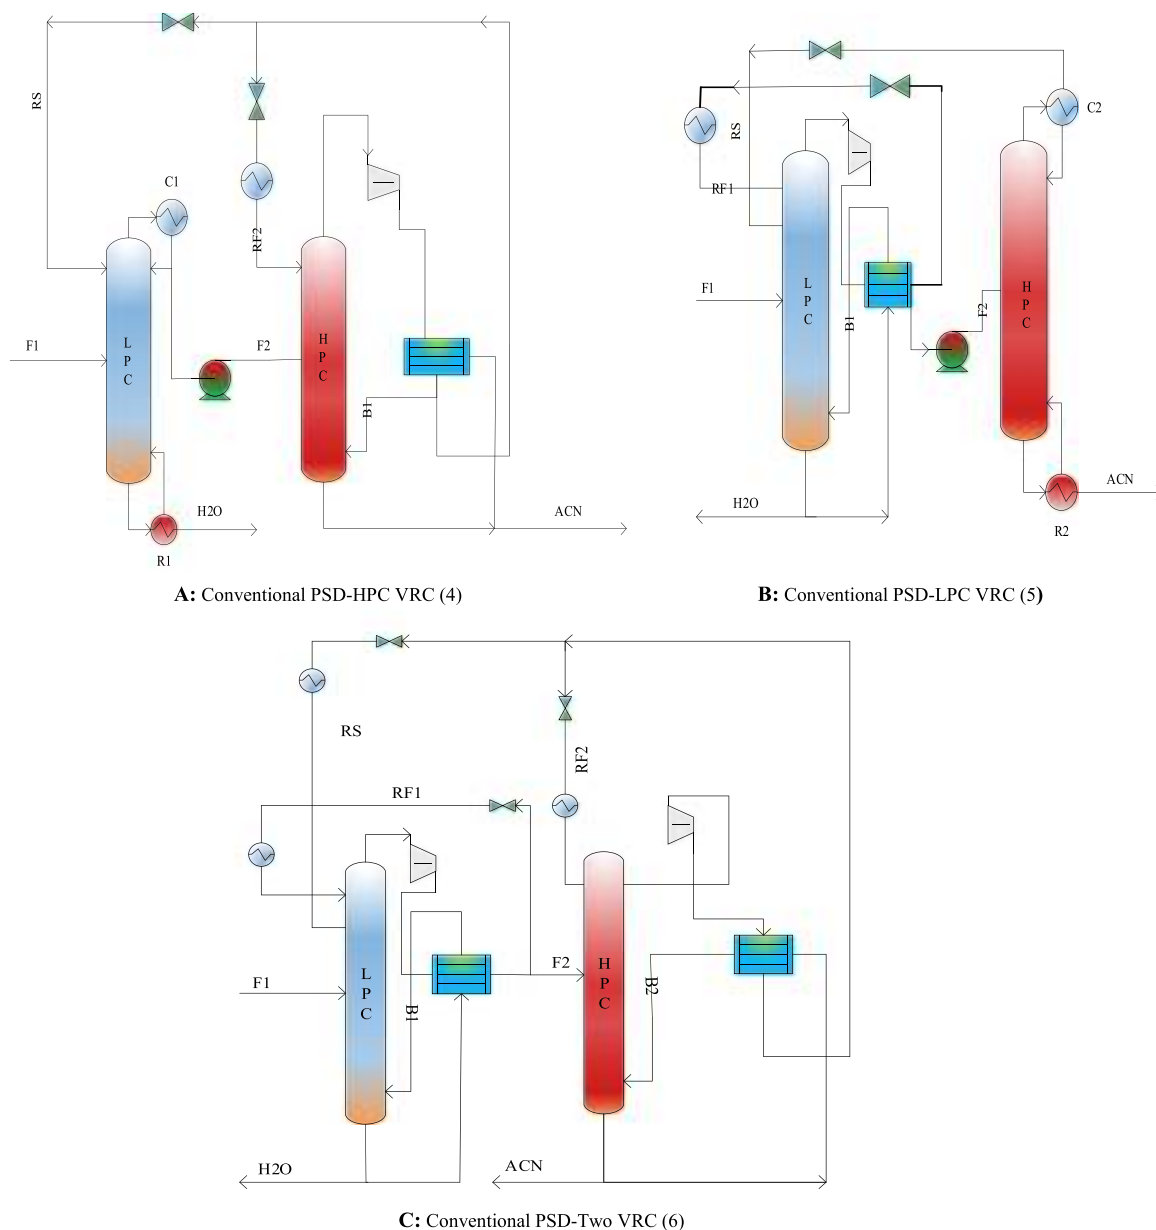 RS
C1
RF2
F1
L
P
C
F2
H
P
C
B1
H2O
R1
ACN
A: Conventional PSD-HPC VRC (4)
C2
RS
RF1
F1
L
P
C
B1
F2
H
P
C
H2O
ACN
R2
B: Conventional PSD-LPC VRC (5)
RS
RF2
RF1
F1
L
P
C
B1
F2
H
P
C
B2
H2O
ACN
C: Conventional PSD-Two VRC (6)